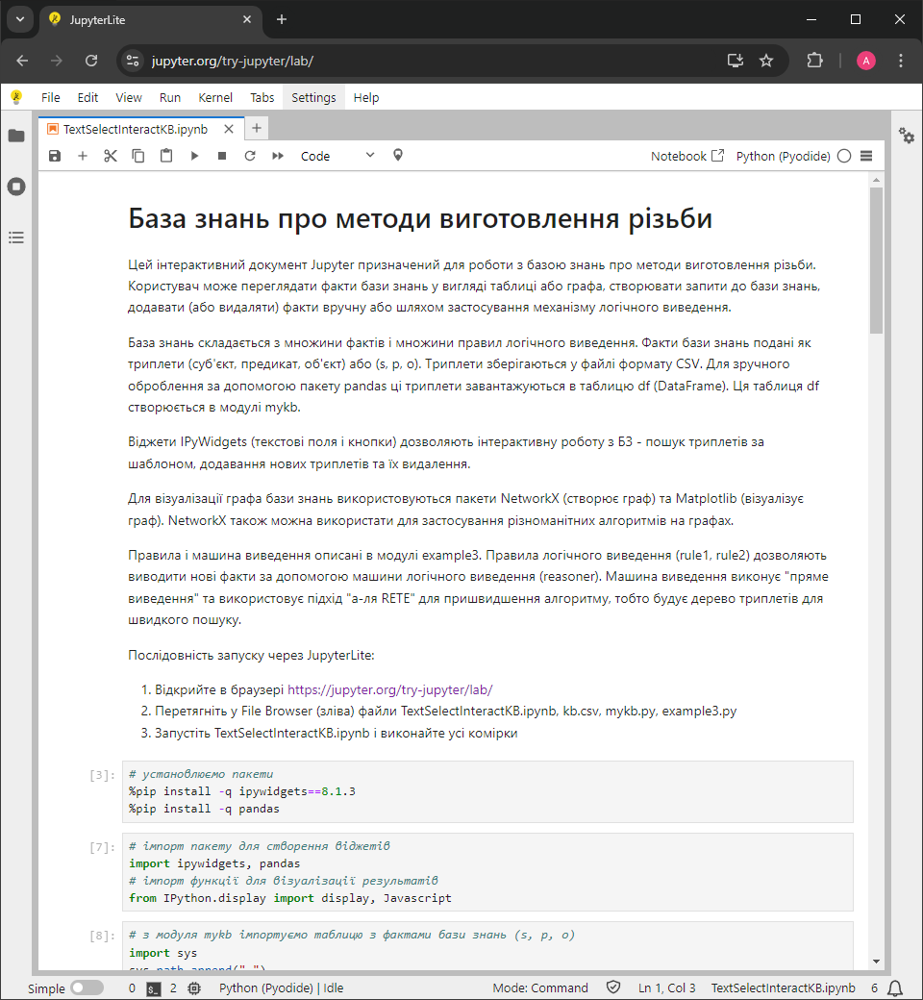 JupyterLite
jupyter.org/try-jupyter/lab/
A
File Edit View Run Kernel Tabs Settings Help
TextSelectInteractKB.ipynb
Code
Notebook
Python (Pyodide)
База знань про методи виготовлення різьби
Цей інтерактивний документ Jupyter призначений для роботи з базою знань про методи виготовлення різьби.
Користувач може переглядати факти бази знань у вигляді таблиці або графа, створювати запити до бази знань,
додавати (або видаляти) факти вручну або шляхом застосування механізму логічного виведення.
База знань складається з множини фактів і множини правил логічного виведення. Факти бази знань подані як
триплети (суб'єкт, предикат, об'єкт) або (s, p, o). Триплети зберігаються у файлі формату CSV. Для зручного
оброблення за допомогою пакету pandas ці триплети завантажуються в таблицю df (DataFrame). Ця таблиця df
створюється в модулі mykb.
Віджети IPyWidgets (текстові поля і кнопки) дозволяють інтерактивну роботу з БЗ - пошук триплетів за
шаблоном, додавання нових триплетів та їх видалення.
Для візуалізації графа бази знань використовуються пакети NetworkX (створює граф) та Matplotlib (візуалізує
граф). NetworkX також можна використати для застосування різноманітних алгоритмів на графах.
Правила і машина виведення описані в модулі example3. Правила логічного виведення (rule1, rule2) дозволяють
виводити нові факти за допомогою машини логічного виведення (reasoner). Машина виведення виконує "пряме
виведення" та використовує підхід "а-ля RETE" для пришвидшення алгоритму, тобто будує дерево триплетів для
швидкого пошуку.
Послідовність запуску через JupyterLite:
1. Відкрийте в браузері https://jupyter.org/try-jupyter/lab/
2. Перетягніть у File Browser (зліва) файли TextSelectInteractKB.ipynb, kb.csv, mykb.py, example3.py
3. Запустіть TextSelectInteractKB.ipynb і виконайте усі комірки
[3]: # установлюємо пакети
%pip install -q ipywidgets==8.1.3
%pip install -q pandas
[7]: # імпорт пакету для створення віджетів
import ipywidgets, pandas
# імпорт функції для візуалізації результатів
from IPython.display import display, Javascript
[8]: # з модуля mykb імпортуємо таблицю з фактами бази знань (s, p, o)
import sys
sys.path.append(".")
Simple 0 2 Python (Pyodide) | Idle Mode: Command Ln 1, Col 3 TextSelectInteractKB.ipynb 6